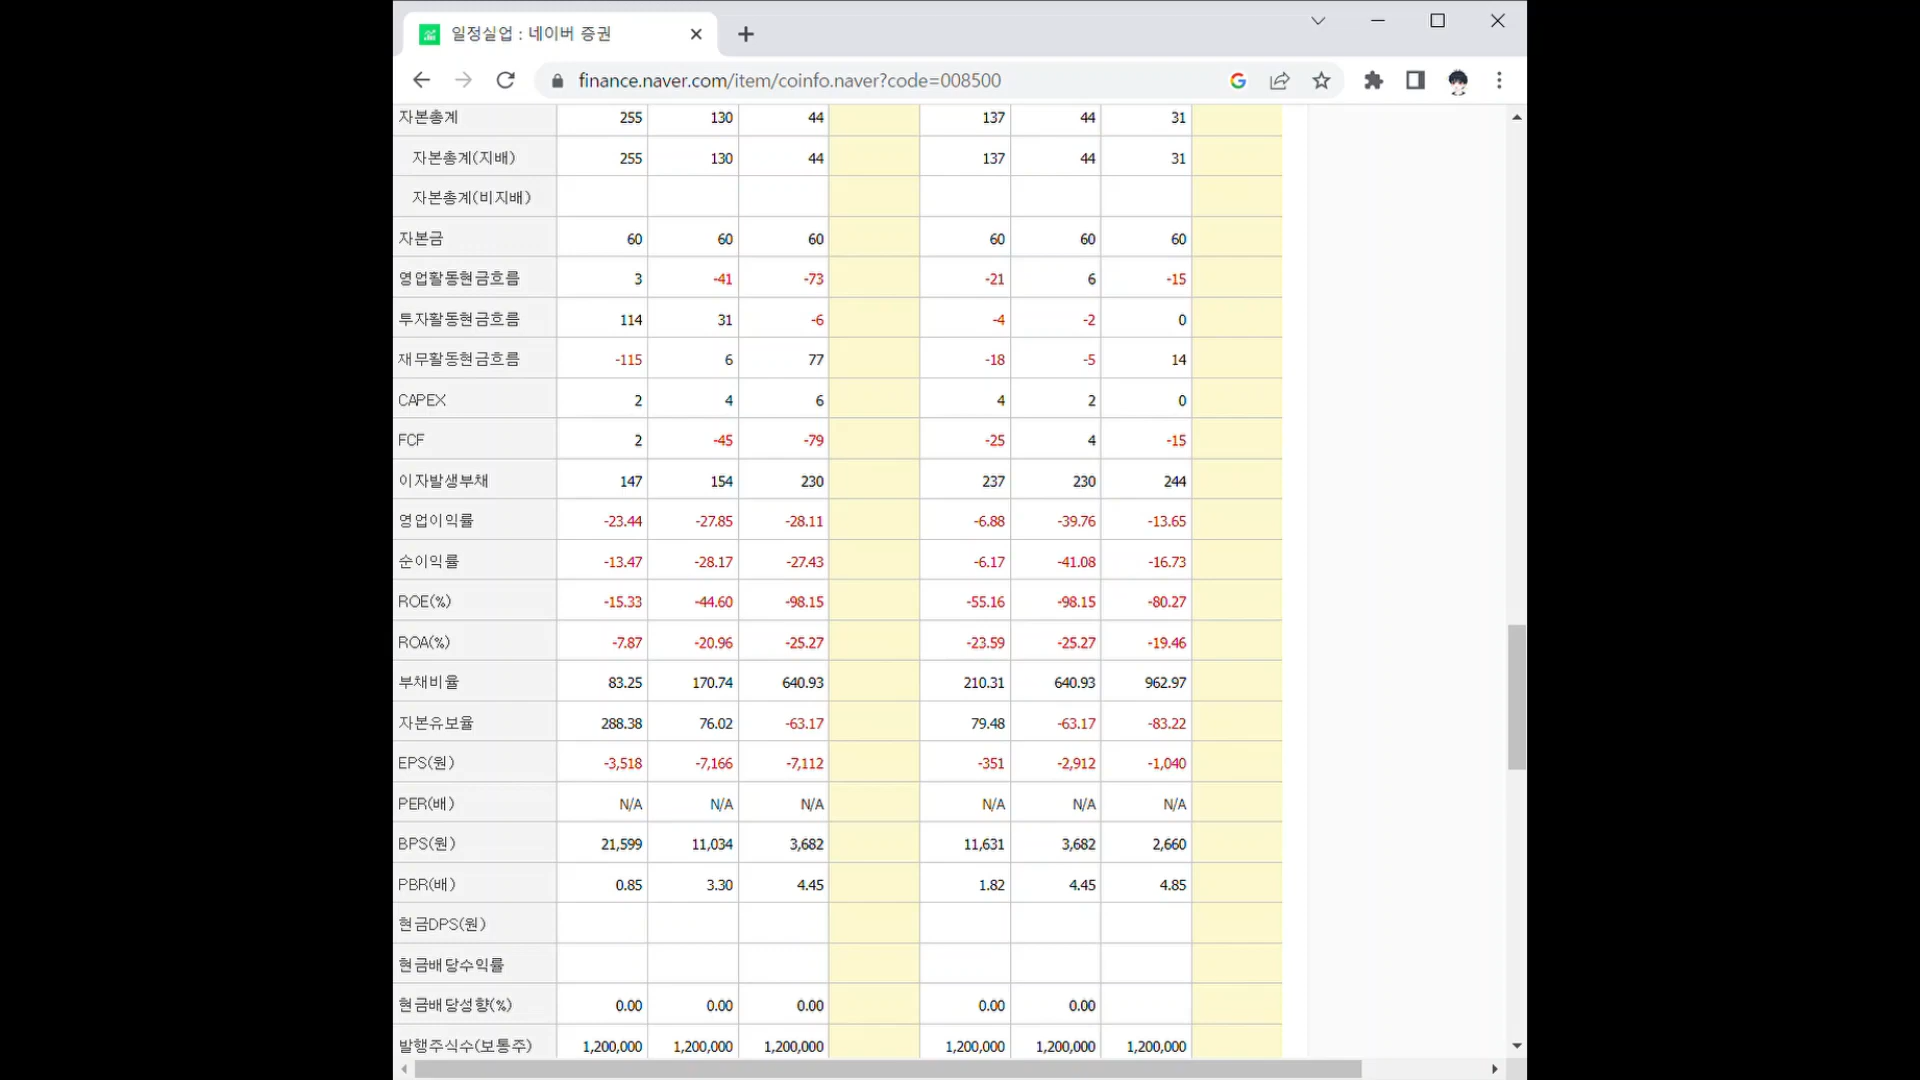 일정실업 : 네이버 증권
finance.naver.com/item/coinfo.naver?code=008500
자본총계 255 130 44 137 44 31
자본총계(지배) 255 130 44 137 44 31
자본총계(비지배)
자본금 60 60 60 60 60 60
영업활동현금흐름 3 -41 -73 -21 6 -15
투자활동현금흐름 114 31 -6 -4 -2 0
재무활동현금흐름 -115 6 77 -18 -5 14
CAPEX 2 4 6 4 2 0
FCF 2 -45 -79 -25 4 -15
이자발생부채 147 154 230 237 230 244
영업이익률 -23.44 -27.85 -28.11 -6.88 -39.76 -13.65
순이익률 -13.47 -28.17 -27.43 -6.17 -41.08 -16.73
ROE(%) -15.33 -44.60 -98.15 -55.16 -98.15 -80.27
ROA(%) -7.87 -20.96 -25.27 -23.59 -25.27 -19.46
부채비율 83.25 170.74 640.93 210.31 640.93 962.97
자본유보율 288.38 76.02 -63.17 79.48 -63.17 -83.22
EPS(원) -3,518 -7,166 -7,112 -351 -2,912 -1,040
PER(배) N/A N/A N/A N/A N/A N/A
BPS(원) 21,599 11,034 3,682 11,631 3,682 2,660
PBR(배) 0.85 3.30 4.45 1.82 4.45 4.85
현금DPS(원)
현금배당수익률
현금배당성향(%) 0.00 0.00 0.00 0.00 0.00
발행주식수(보통주) 1,200,000 1,200,000 1,200,000 1,200,000 1,200,000 1,200,000